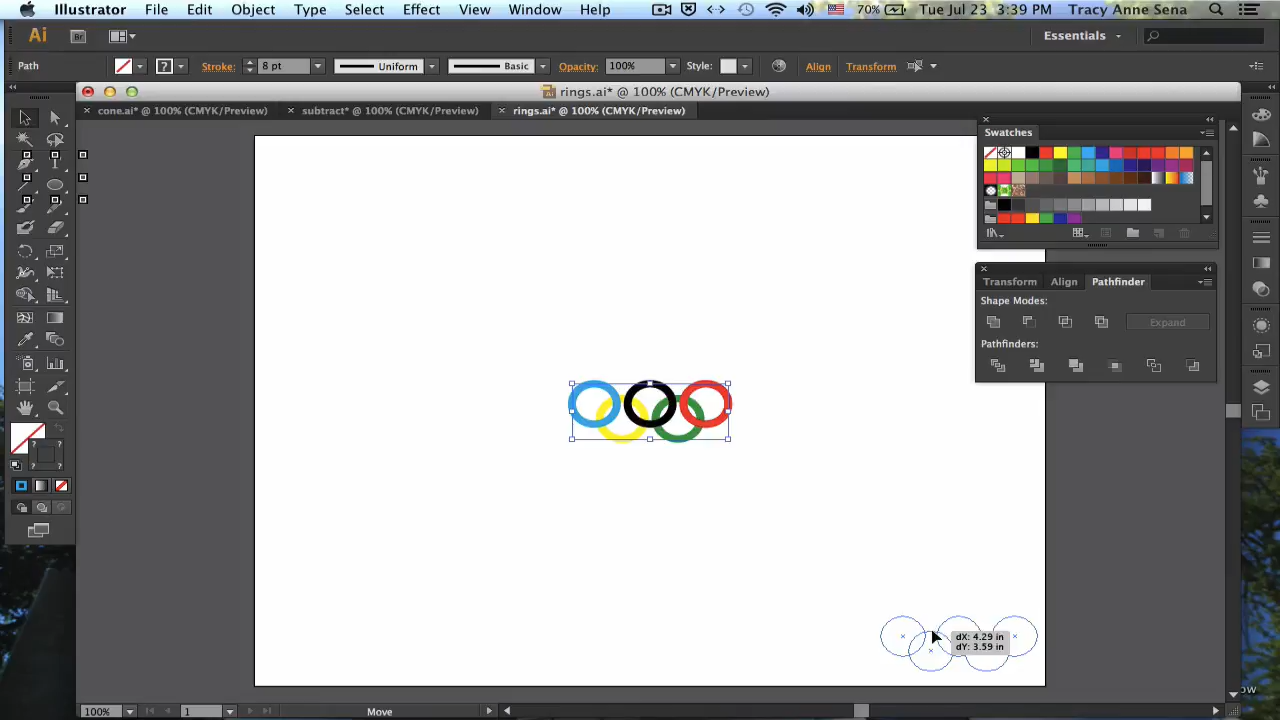 Illustrator File Edit Object Type Select Effect View Window Help 70% Tue Jul 23 3:39 PM Tracy Anne Sena
Ai Br Essentials
Path Stroke: 8 pt Uniform Basic Opacity: 100% Style: Align Transform
rings.ai* @ 100% (CMYK/Preview)
× cone.ai* @ 100% (CMYK/Preview) × subtract* @ 100% (CMYK/Preview) × rings.ai* @ 100% (CMYK/Preview)
Swatches
Transform Align Pathfinder
Shape Modes:
Expand
Pathfinders:
dX: 4.29 in
dY: 3.59 in
100% 1 Move